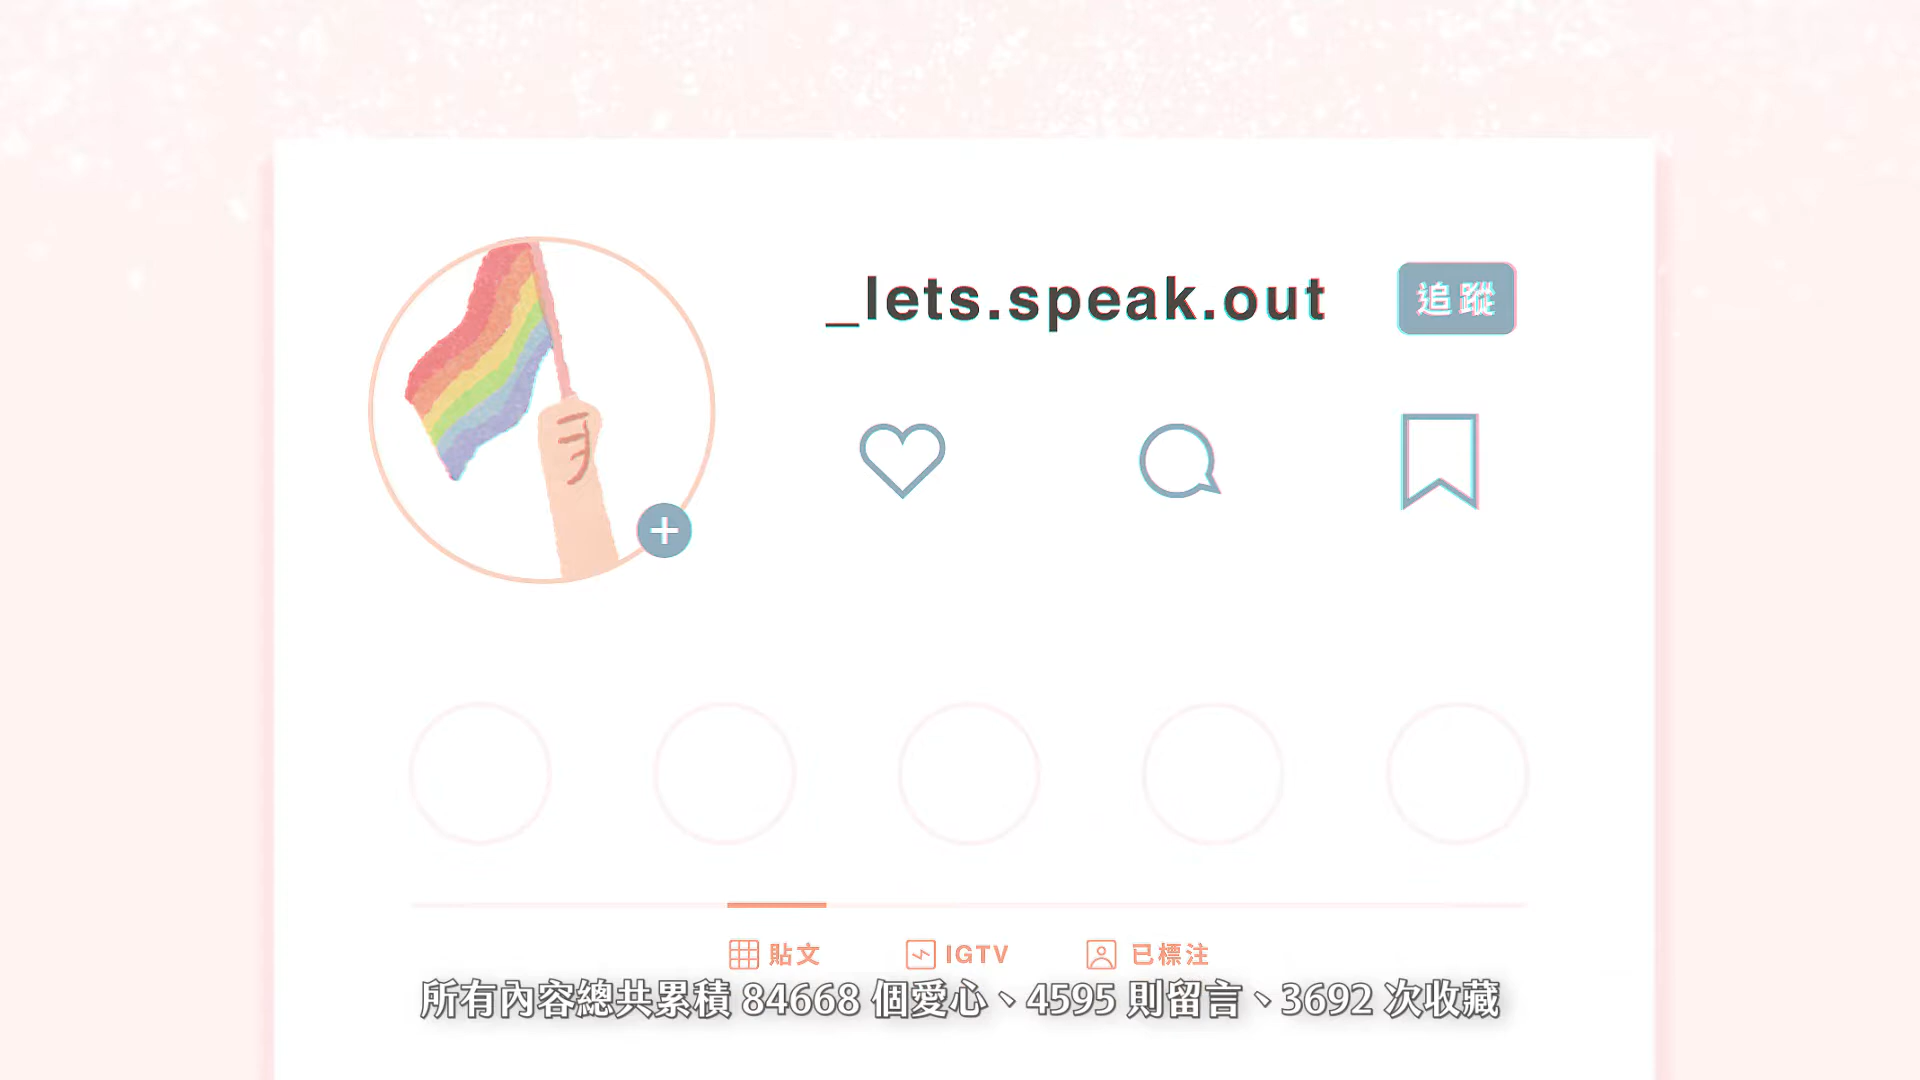 _lets.speak.out
追蹤
貼文
IGTV
已標注
所有內容總共累積 84668 個愛心、4595 則留言、3692 次收藏